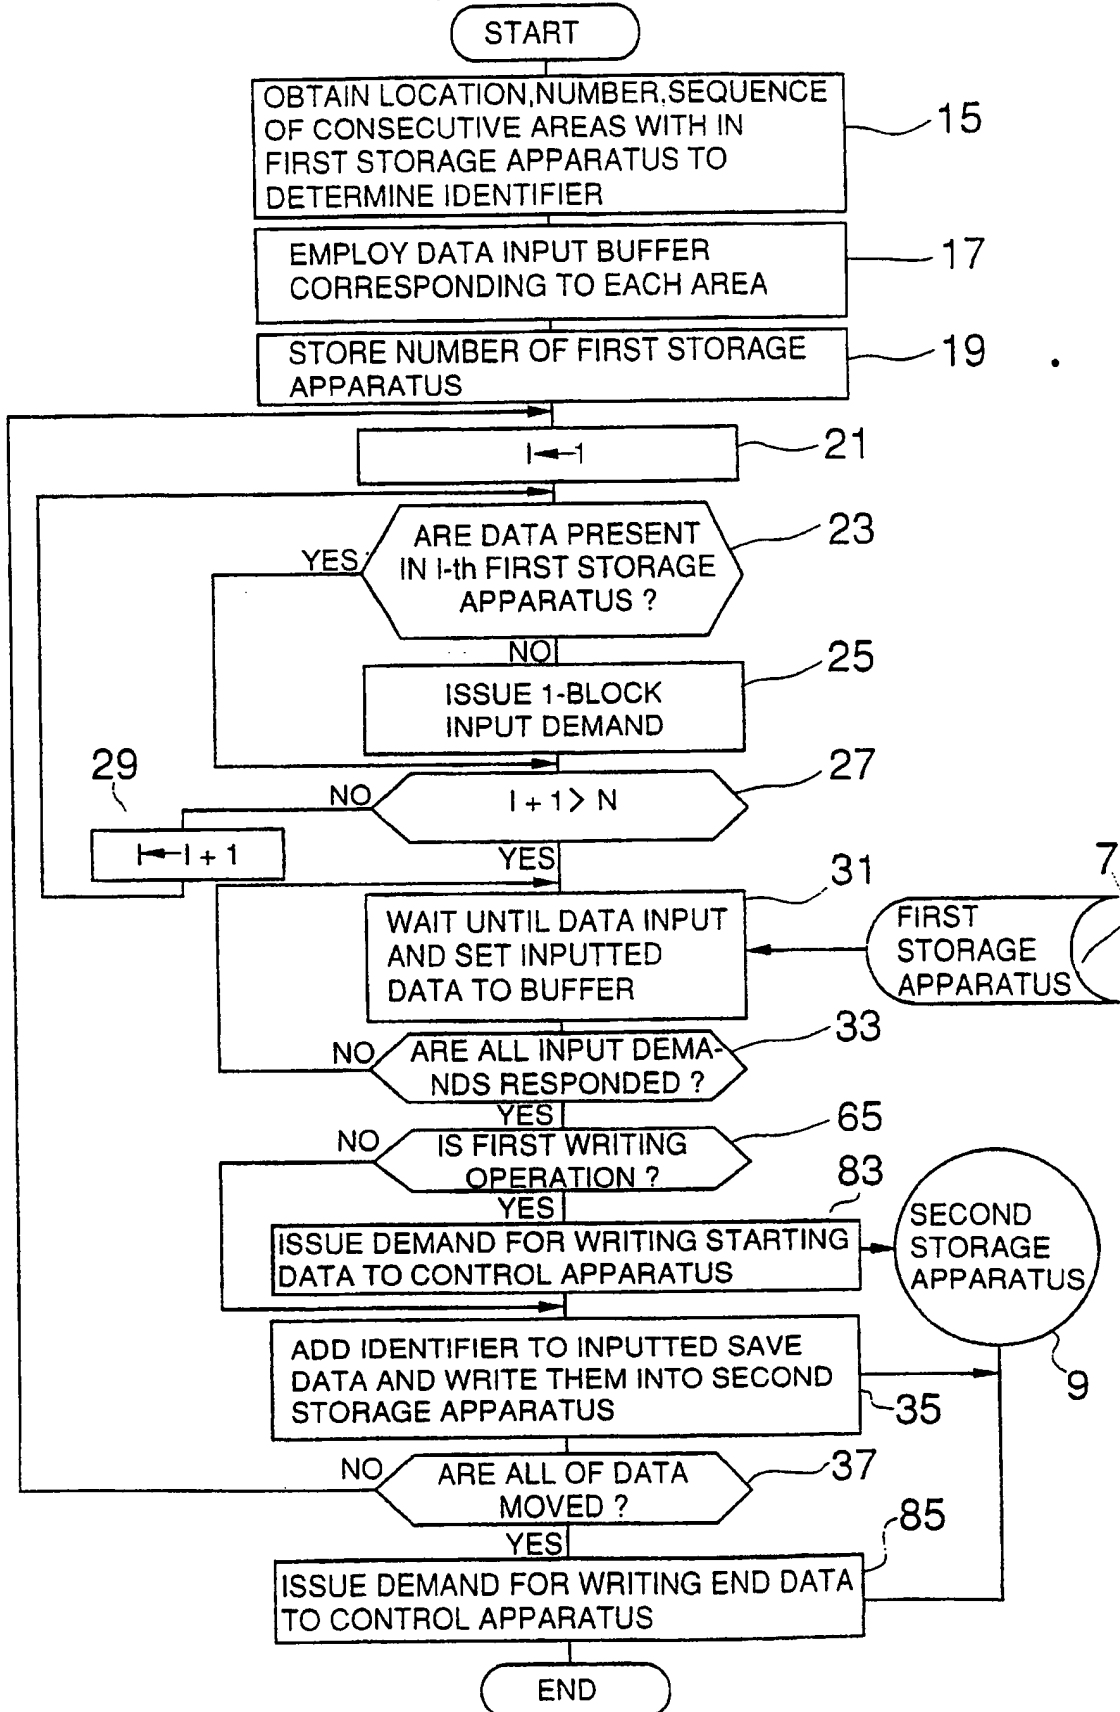 START
OBTAIN LOCATION,NUMBER,SEQUENCE
OF CONSECUTIVE AREAS WITH IN
FIRST STORAGE APPARATUS TO
DETERMINE IDENTIFIER
15
EMPLOY DATA INPUT BUFFER
CORRESPONDING TO EACH AREA
17
STORE NUMBER OF FIRST STORAGE
APPARATUS
19
I←1
21
ARE DATA PRESENT
IN I-th FIRST STORAGE
APPARATUS ?
23
YES
NO
ISSUE 1-BLOCK
INPUT DEMAND
25
I + 1 > N
27
NO
29
I←I + 1
YES
WAIT UNTIL DATA INPUT
AND SET INPUTTED
DATA TO BUFFER
31
FIRST
STORAGE
APPARATUS
7
ARE ALL INPUT DEMA-
NDS RESPONDED ?
33
NO
YES
IS FIRST WRITING
OPERATION ?
65
NO
YES
83
ISSUE DEMAND FOR WRITING STARTING
DATA TO CONTROL APPARATUS
SECOND
STORAGE
APPARATUS
9
ADD IDENTIFIER TO INPUTTED SAVE
DATA AND WRITE THEM INTO SECOND
STORAGE APPARATUS
35
ARE ALL OF DATA
MOVED ?
37
NO
YES
85
ISSUE DEMAND FOR WRITING END DATA
TO CONTROL APPARATUS
END